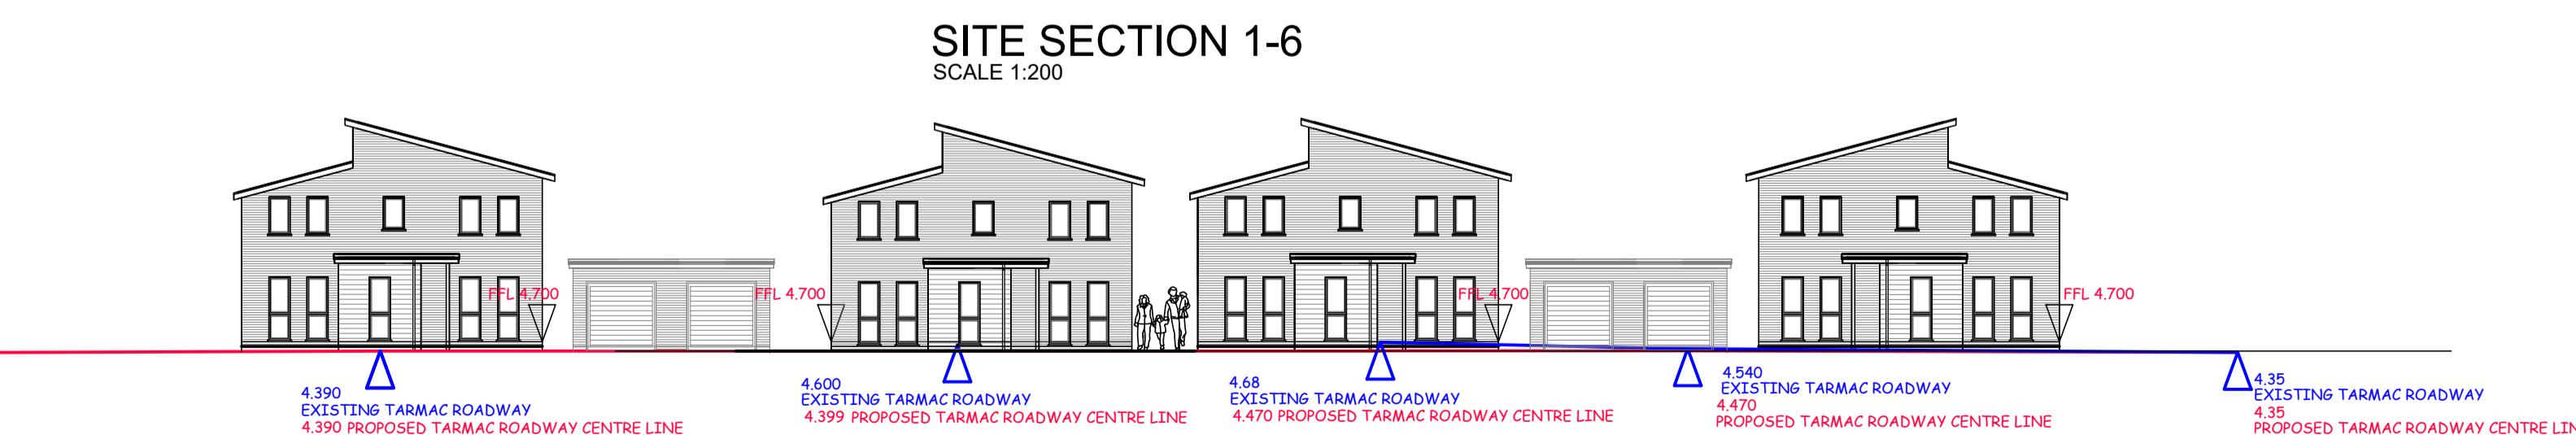 SITE SECTION 1-6
SCALE 1:200
FFL 4.700
FFL 4.700
FFL 4.700
FFL 4.700
4.390
EXISTING TARMAC ROADWAY
4.390 PROPOSED TARMAC ROADWAY CENTRE LINE
4.600
EXISTING TARMAC ROADWAY
4.399 PROPOSED TARMAC ROADWAY CENTRE LINE
4.68
EXISTING TARMAC ROADWAY
4.470 PROPOSED TARMAC ROADWAY CENTRE LINE
4.540
EXISTING TARMAC ROADWAY
4.470
PROPOSED TARMAC ROADWAY CENTRE LINE
4.35
EXISTING TARMAC ROADWAY
4.35
PROPOSED TARMAC ROADWAY CENTRE